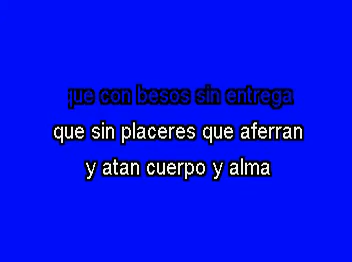 que con besos sin entrega
que sin placeres que aferran
y atan cuerpo y alma